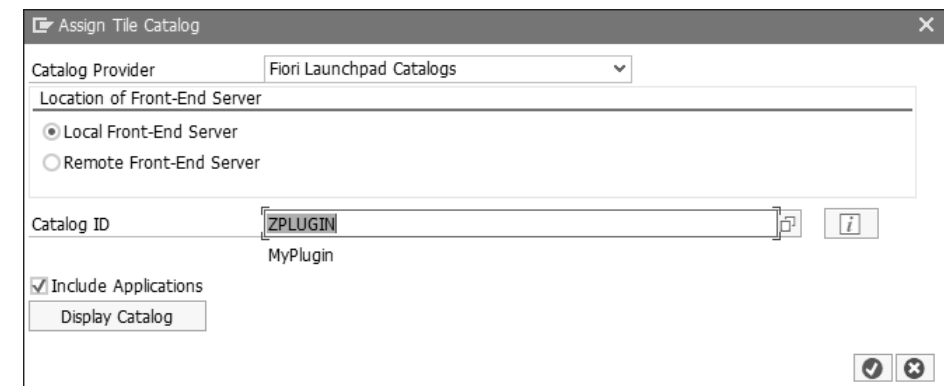 Assign Tile Catalog
Catalog Provider Fiori Launchpad Catalogs
Location of Front-End Server
Local Front-End Server
Remote Front-End Server
Catalog ID ZPLUGIN i
MyPlugin
Include Applications
Display Catalog